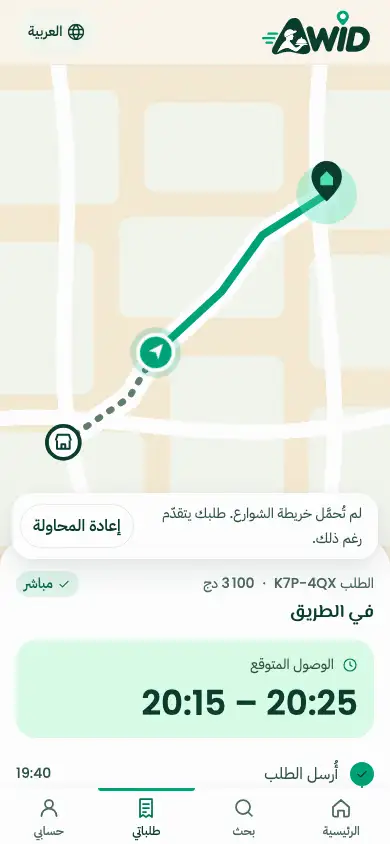 AWiD
العربية
لم تُحمَّل خريطة الشوارع. طلبك يتقدّم
رغم ذلك.
إعادة المحاولة
الطلب K7P-4QX · 3100 دج
مباشر
في الطريق
الوصول المتوقع
20:15 – 20:25
أُرسل الطلب
19:40
الرئيسية
بحث
طلباتي
حسابي